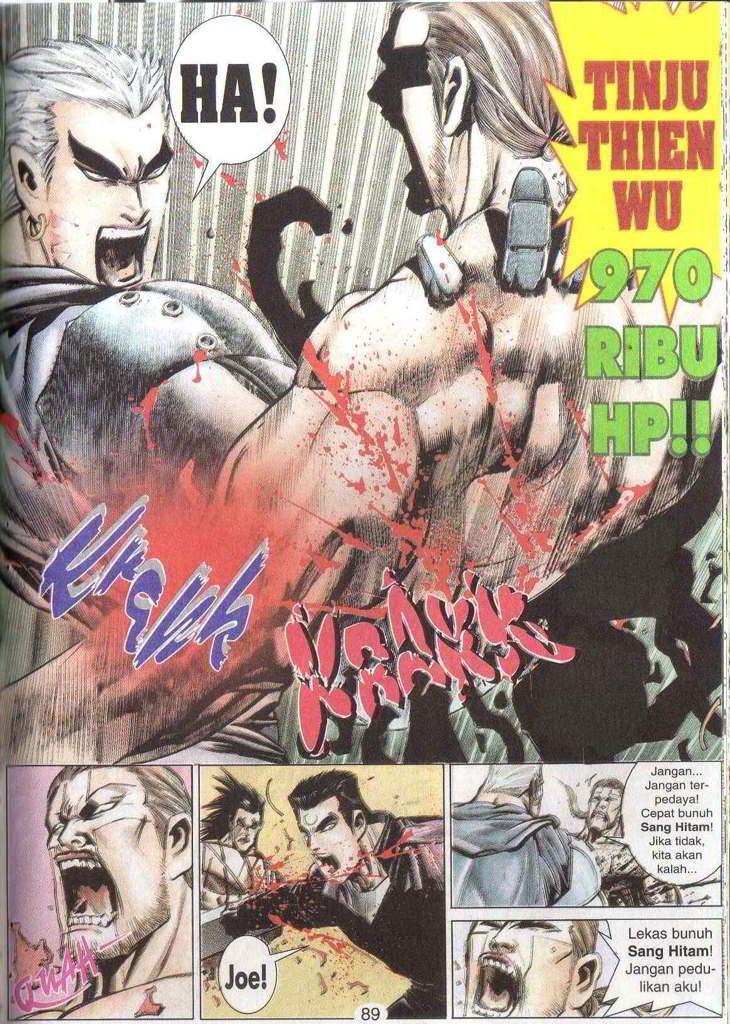 HA!
TINJU
THIEN
WU
970
RIBU
HP!!
KRAKK
QUAH
Joe!
Jangan...
Jangan ter-
pedaya!
Cepat bunuh
Sang Hitam!
Jika tidak,
kita akan
kalah...
Lekas bunuh
Sang Hitam!
Jangan pedu-
likan aku!
89